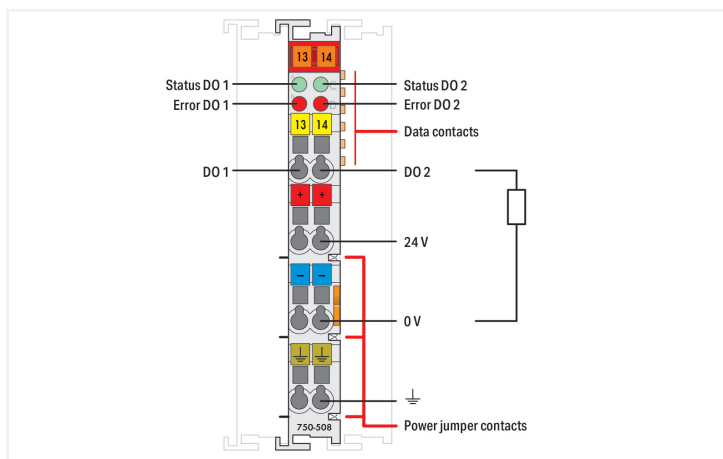 13 14
Status DO 1
C
Status DO 2
Error DO 1
D
Error DO 2
13 14
Data contacts
DO 1
DO 2
+ +
24 V
– –
0 V
750-508
Power jumper contacts